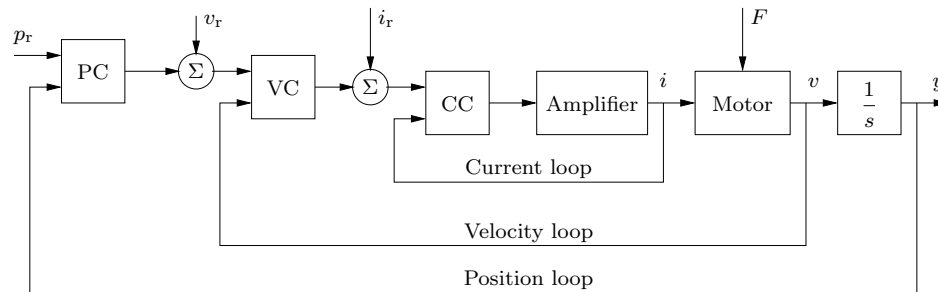 p_r
PC
Σ
v_r
VC
Σ
i_r
CC
Amplifier
i
Motor
F
v
1
s
y
Current loop
Velocity loop
Position loop